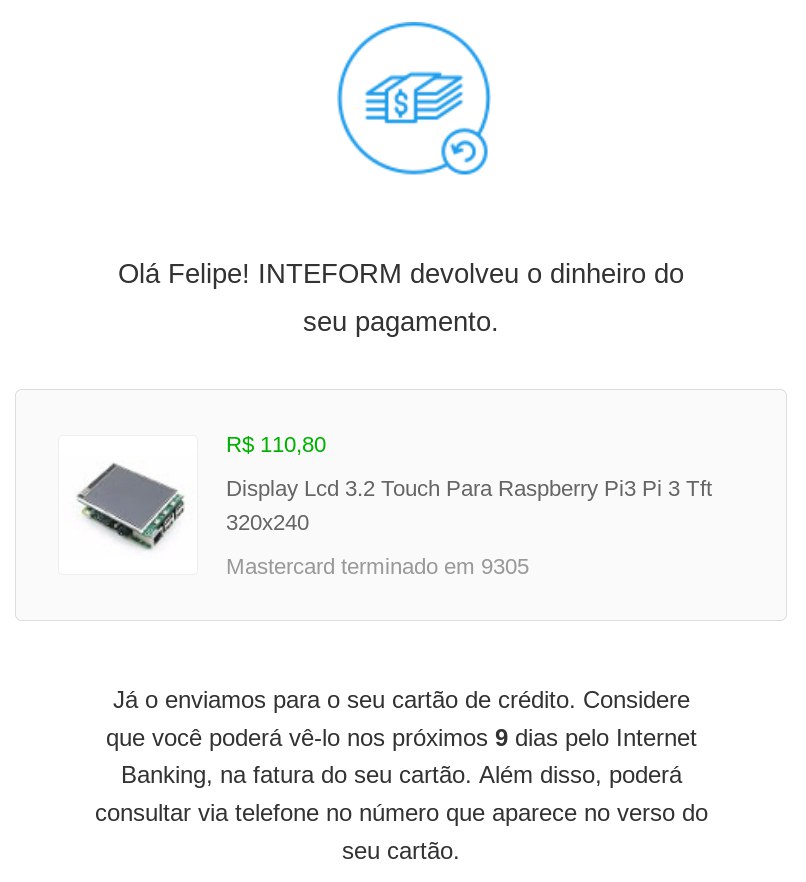 $
Olá Felipe! INTEFORM devolveu o dinheiro do
seu pagamento.
R$ 110,80
Display Lcd 3.2 Touch Para Raspberry Pi3 Pi 3 Tft
320x240
Mastercard terminado em 9305
Já o enviamos para o seu cartão de crédito. Considere
que você poderá vê-lo nos próximos 9 dias pelo Internet
Banking, na fatura do seu cartão. Além disso, poderá
consultar via telefone no número que aparece no verso do
seu cartão.